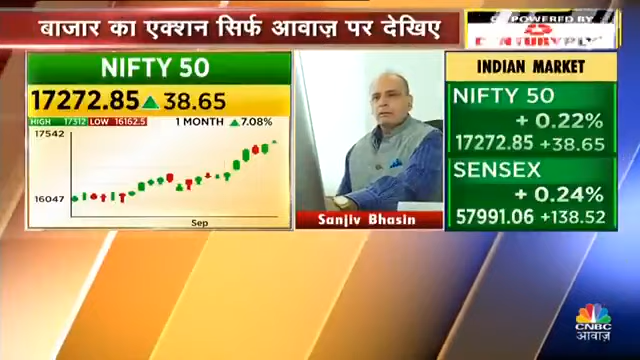 बाजार का एक्शन सिर्फ आवाज़ पर देखिए
POWERED BY
CENTURYPLY
NIFTY 50
17272.85 ▲ 38.65
HIGH 17312 LOW 16162.5 1 MONTH ▲ 7.08%
17542
16047
Sep
Sanjiv Bhasin
INDIAN MARKET
NIFTY 50
+ 0.22%
17272.85 +38.65
SENSEX
+ 0.24%
57991.06 +138.52
CNBC
आवाज़